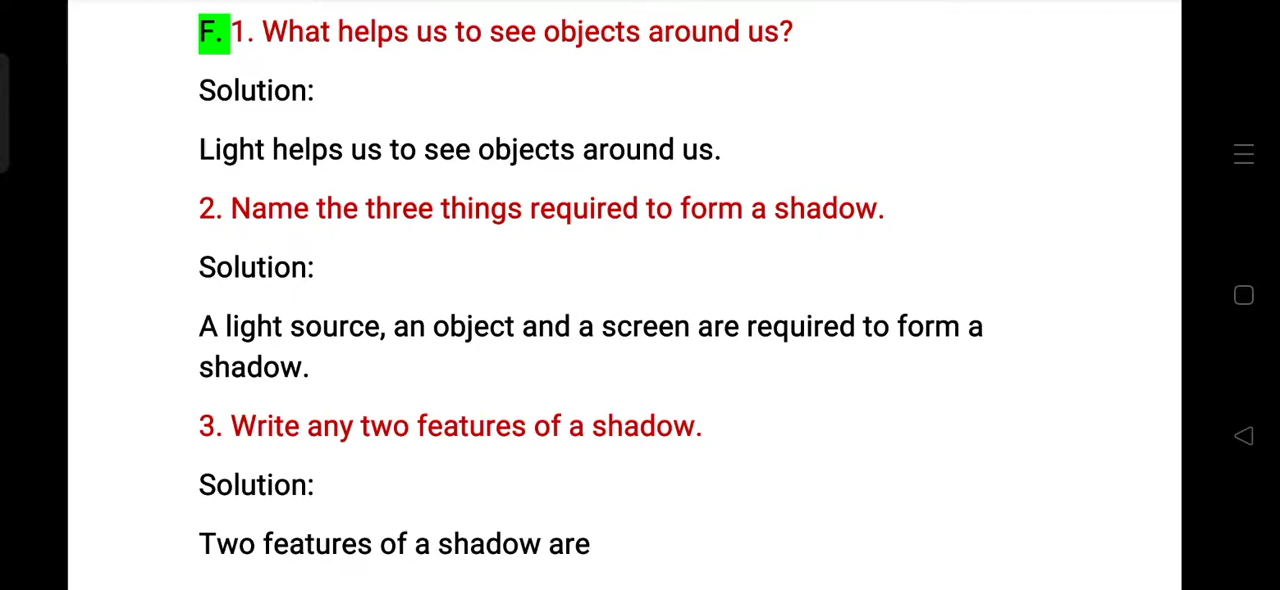 F. 1. What helps us to see objects around us?
Solution:
Light helps us to see objects around us.
2. Name the three things required to form a shadow.
Solution:
A light source, an object and a screen are required to form a
shadow.
3. Write any two features of a shadow.
Solution:
Two features of a shadow are